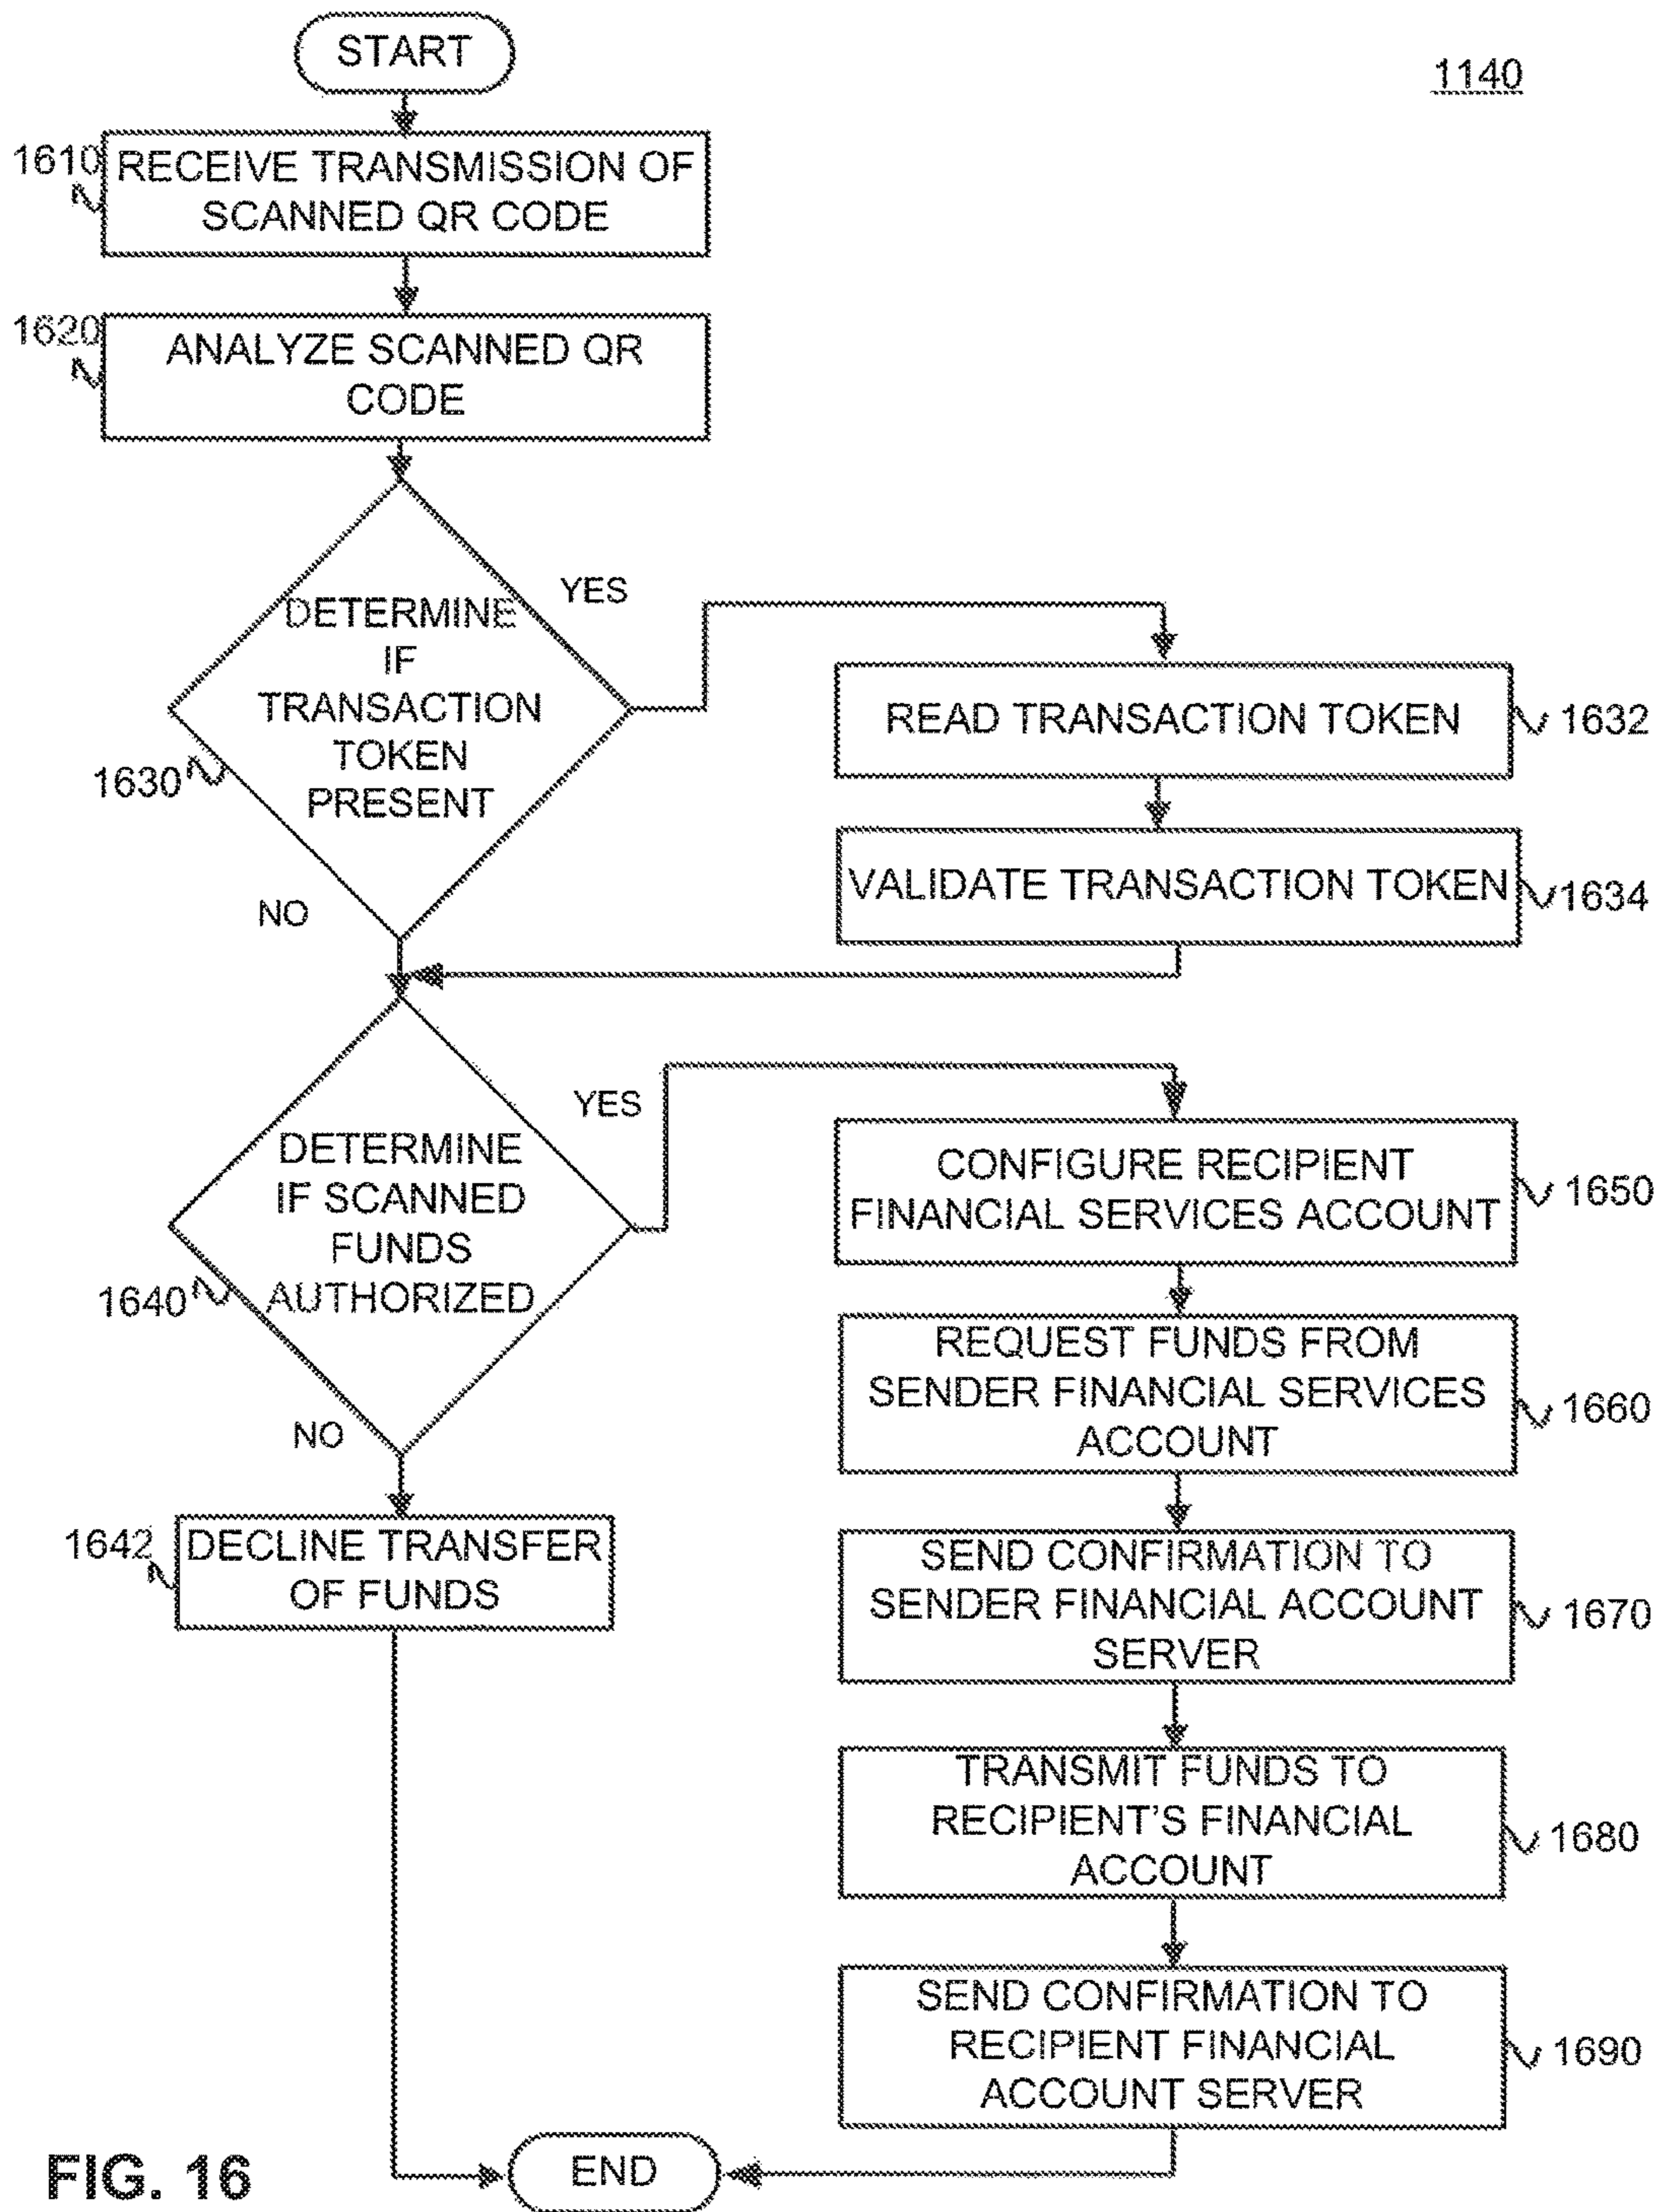 START
1140
1610
RECEIVE TRANSMISSION OF
SCANNED QR CODE
1620
ANALYZE SCANNED QR
CODE
YES
DETERMINE
IF
TRANSACTION
TOKEN
PRESENT
1630
NO
READ TRANSACTION TOKEN
1632
VALIDATE TRANSACTION TOKEN
1634
YES
DETERMINE
IF SCANNED
FUNDS
AUTHORIZED
1640
NO
1642
DECLINE TRANSFER
OF FUNDS
CONFIGURE RECIPIENT
FINANCIAL SERVICES ACCOUNT
1650
REQUEST FUNDS FROM
SENDER FINANCIAL SERVICES
ACCOUNT
1660
SEND CONFIRMATION TO
SENDER FINANCIAL ACCOUNT
SERVER
1670
TRANSMIT FUNDS TO
RECIPIENT'S FINANCIAL
ACCOUNT
1680
SEND CONFIRMATION TO
RECIPIENT FINANCIAL
ACCOUNT SERVER
1690
END
FIG. 16